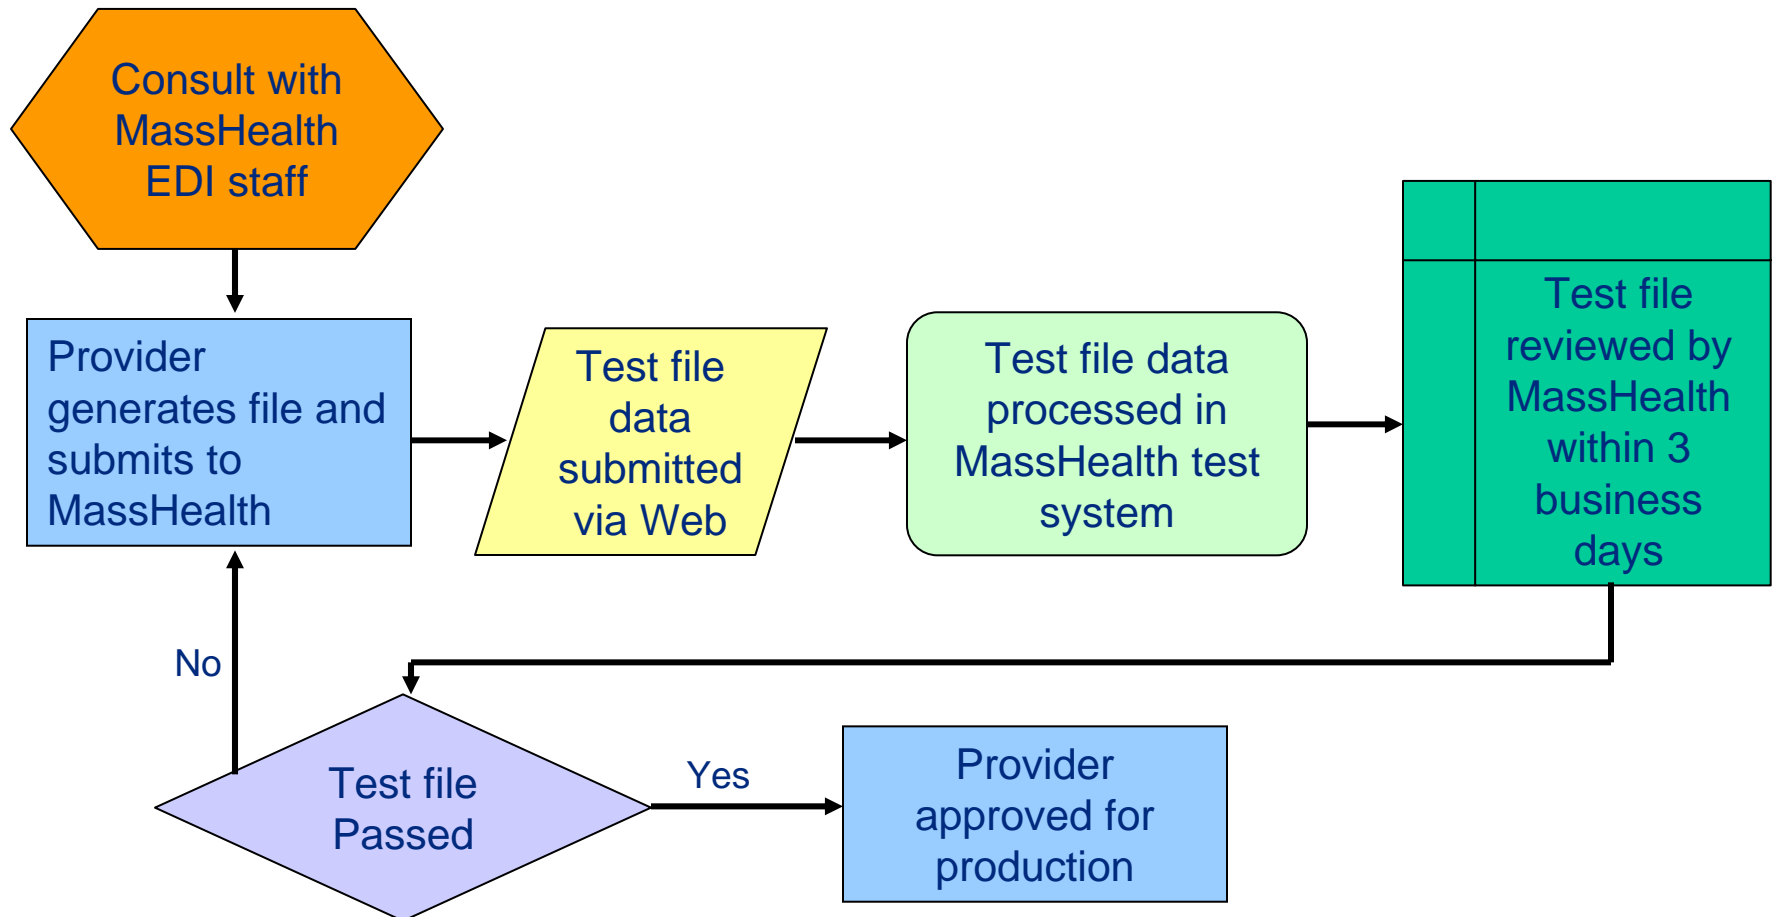 Consult with
MassHealth
EDI staff
Provider
generates file and
submits to
MassHealth
Test file
data
submitted
via Web
Test file data
processed in
MassHealth test
system
Test file
reviewed by
MassHealth
within 3
business
days
No
Test file
Passed
Yes
Provider
approved for
production